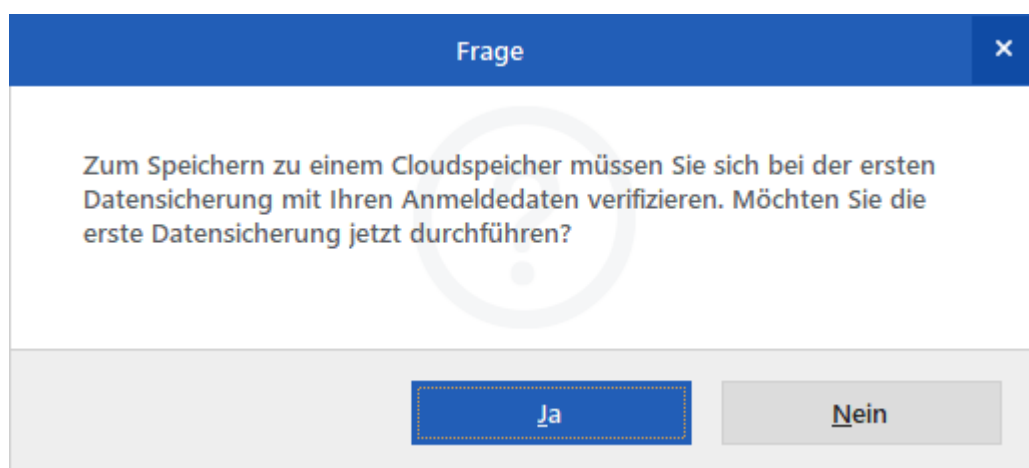 Frage
Zum Speichern zu einem Cloudspeicher müssen Sie sich bei der ersten
Datensicherung mit Ihren Anmeldedaten verifizieren. Möchten Sie die
erste Datensicherung jetzt durchführen?
Ja
Nein